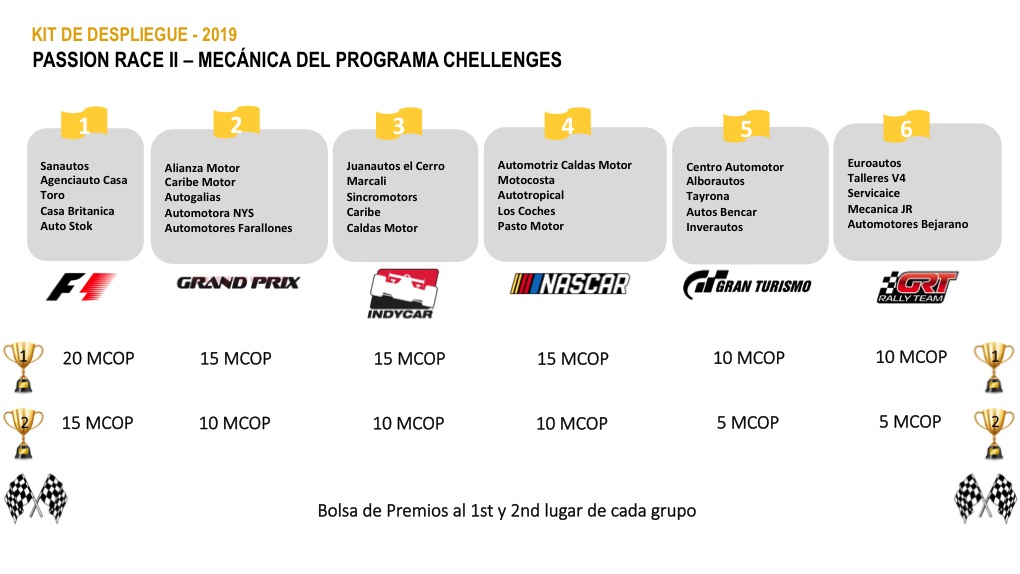 KIT DE DESPLIEGUE - 2019
PASSION RACE II – MECÁNICA DEL PROGRAMA CHELLENGES
1
Sanautos
Agenciauto Casa
Toro
Casa Britanica
Auto Stok
2
Alianza Motor
Caribe Motor
Autogalias
Automotora NYS
Automotores Farallones
3
Juanautos el Cerro
Marcali
Sincromotors
Caribe
Caldas Motor
4
Automotriz Caldas Motor
Motocosta
Autotropical
Los Coches
Pasto Motor
5
Centro Automotor
Alborautos
Tayrona
Autos Bencar
Inverautos
6
Euroautos
Talleres V4
Servicaice
Mecanica JR
Automotores Bejarano
F1
GRAND PRIX
INDYCAR
NASCAR
GRAN TURISMO
GRT
RALLY TEAM
1 20 MCOP 15 MCOP 15 MCOP 15 MCOP 10 MCOP 10 MCOP 1
2 15 MCOP 10 MCOP 10 MCOP 10 MCOP 5 MCOP 5 MCOP 2
Bolsa de Premios al 1st y 2nd lugar de cada grupo